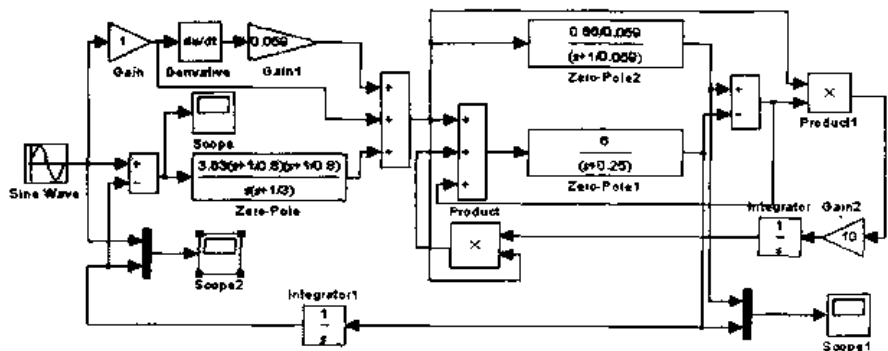 1
du/dt
0.059
Gain
Derivative
Gain1
Scope
Sine Wave
+
-
3.83(s+1/0.8)(s+1/0.8)
s(s+1/3)
Zero-Pole
+
+
+
0.86/0.059
(s+1/0.059)
Zero-Pole2
+
+
+
6
(s+0.25)
Zero-Pole1
+
-
×
Product1
Product
×
Integrator
1
s
Gain2
10
Scope2
Integrator1
1
s
Scope1